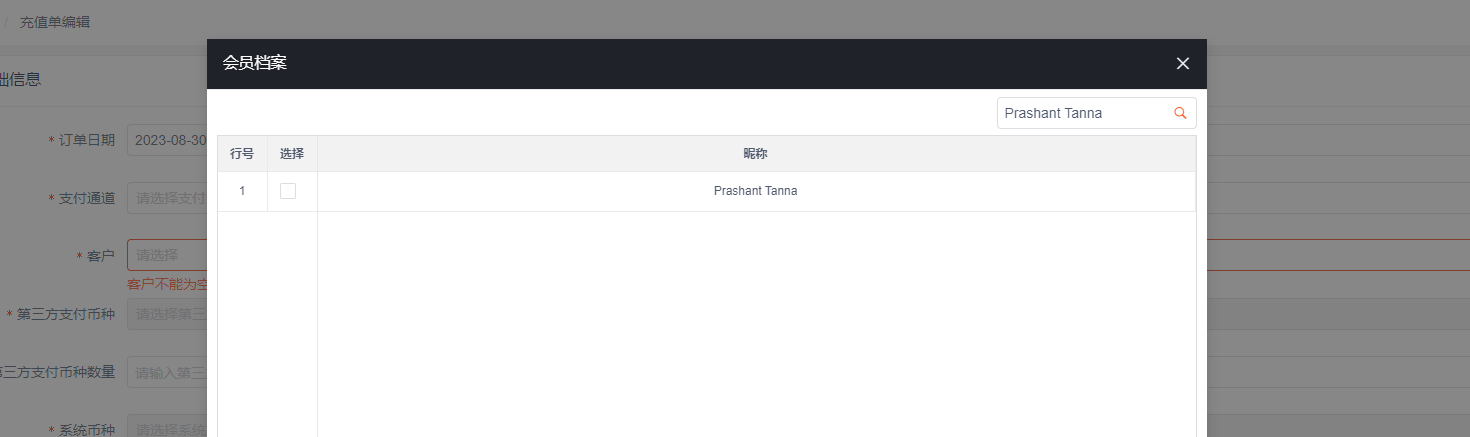 / 充值单编辑
会员档案
础信息
Prashant Tanna
* 订单日期 2023-08-30
行号 选择 昵称
1 Prashant Tanna
* 支付通道 请选择支付
* 客户 请选择
客户不能为空
* 第三方支付币种 请选择第三
第三方支付币种数量 请输入第三
* 系统币种 请选择系统